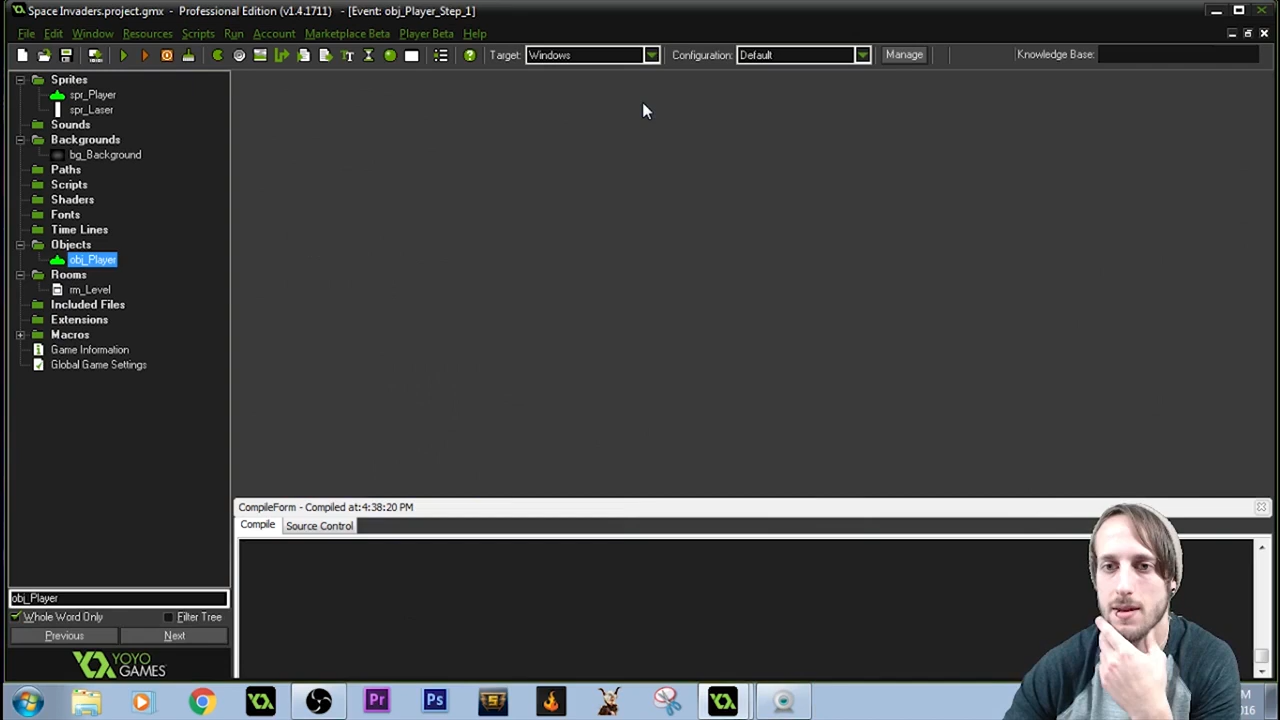 Space Invaders.project.gmx - Professional Edition (v1.4.1711) - [Event: obj_Player_Step_1]
File Edit Window Resources Scripts Run Account Marketplace Beta Player Beta Help
Target: Windows Configuration: Default Manage Knowledge Base:
Sprites
spr_Player
spr_Laser
Sounds
Backgrounds
bg_Background
Paths
Scripts
Shaders
Fonts
Time Lines
Objects
obj_Player
Rooms
rm_Level
Included Files
Extensions
Macros
Game Information
Global Game Settings
CompileForm - Compiled at:4:38:20 PM
Compile Source Control
obj_Player
Whole Word Only Filter Tree
Previous Next
YOYO
GAMES
Pr Ps
M
2016